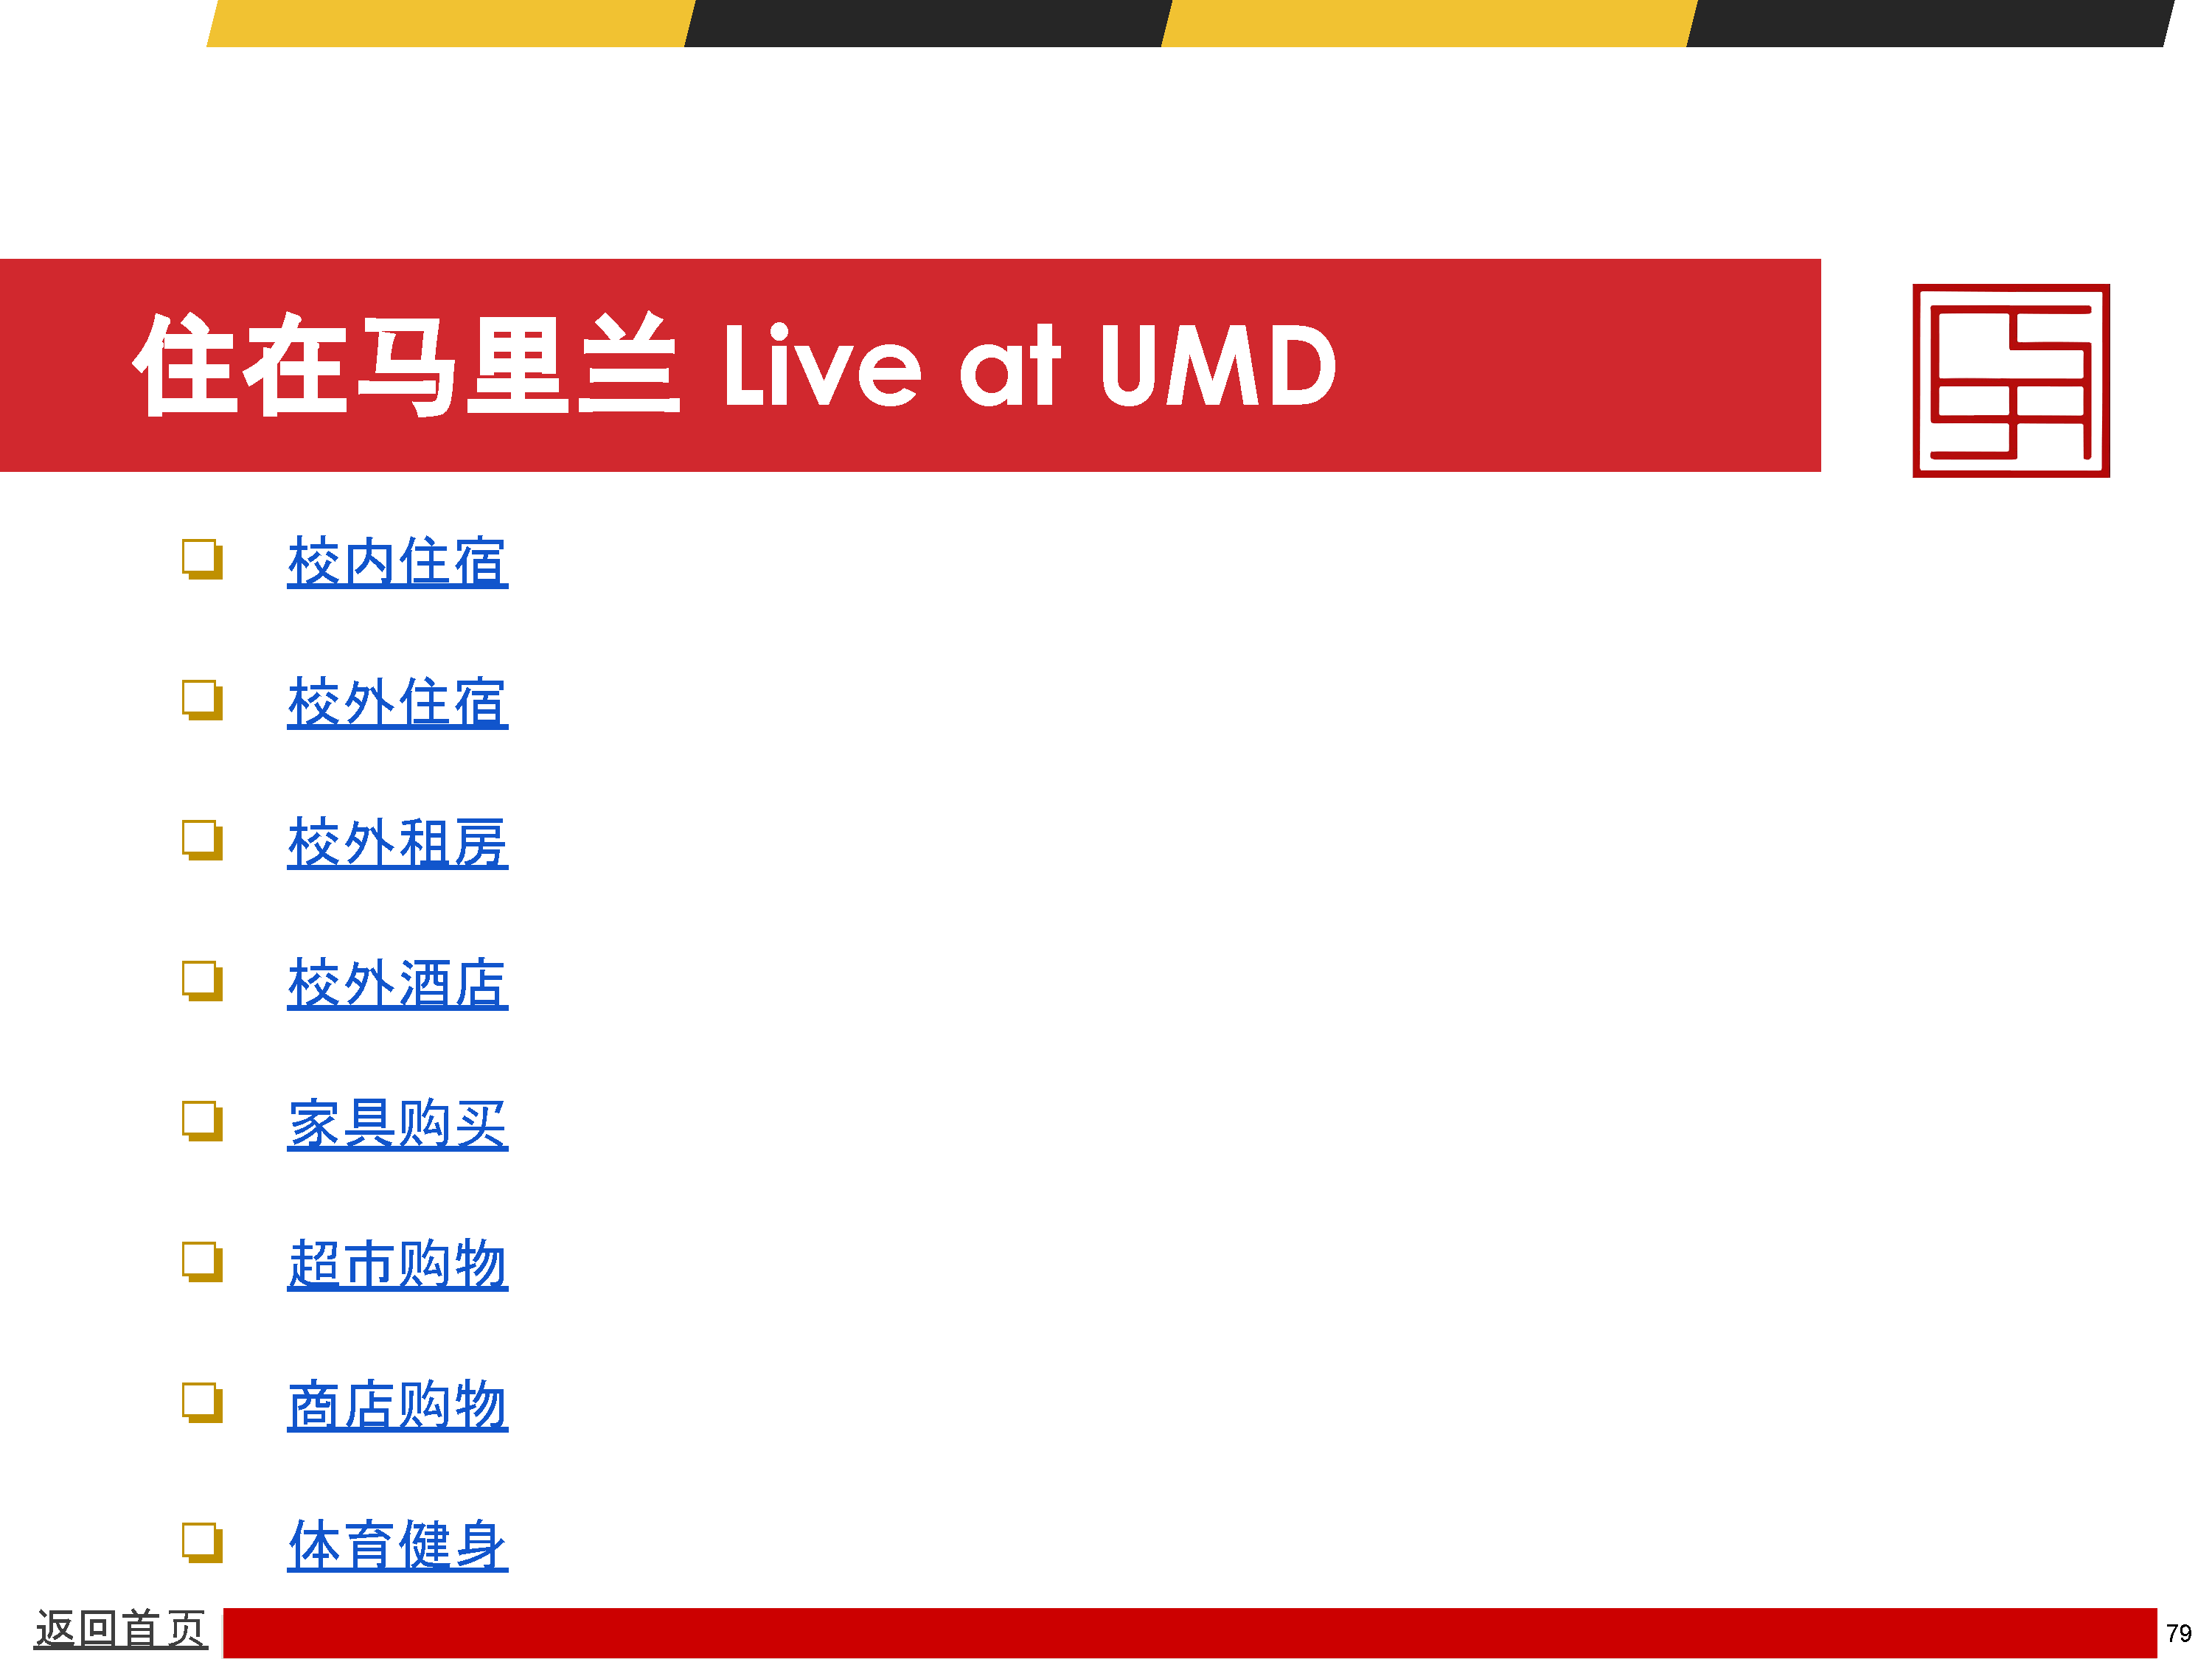 住在马里兰 Live at UMD
校内住宿
校外住宿
校外租房
校外酒店
家具购买
超市购物
商店购物
体育健身
返回首页
79